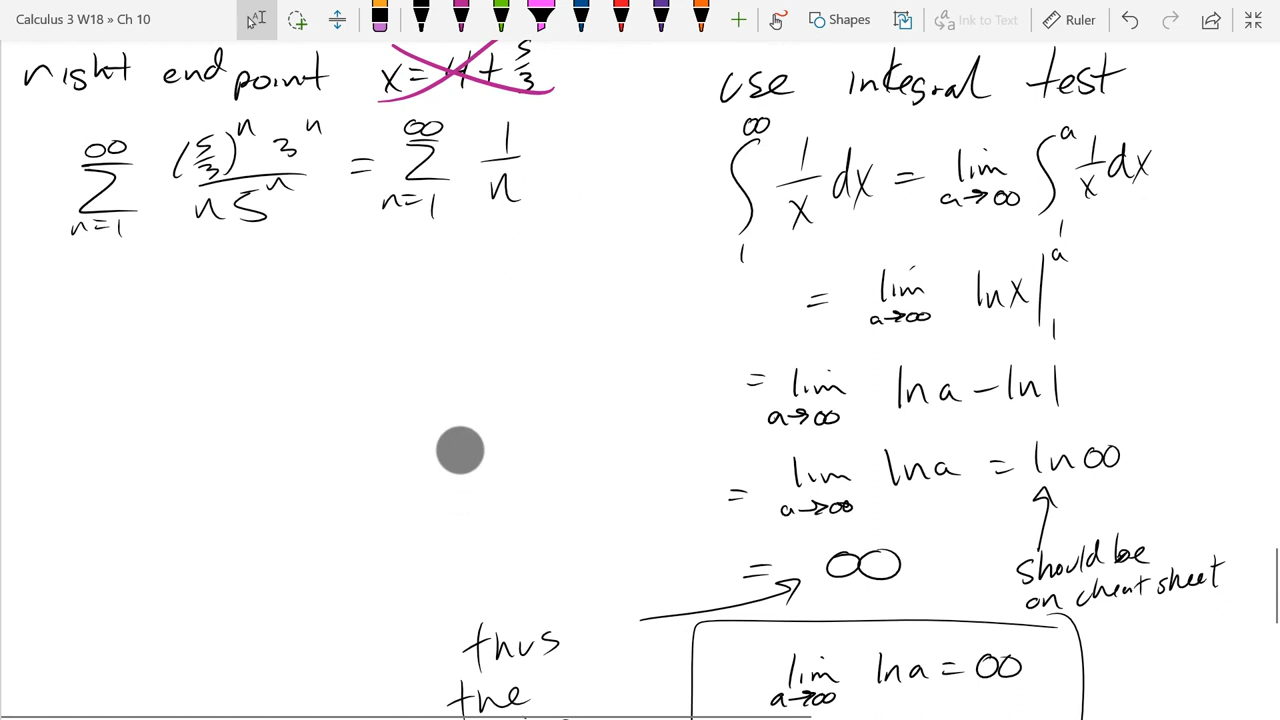 Calculus 3 W18 » Ch 10
Shapes
Ink to Text
Ruler
right endpoint x = 4 + 5/3
∞ ∑ n=1 (5/3)^n 3^n / n 5^n = ∞ ∑ n=1 1/n
use integral test
∫_1^∞ 1/x dx = lim a→∞ ∫_1^a 1/x dx
= lim a→∞ ln x |_1^a
= lim a→∞ ln a − ln 1
= lim a→∞ ln a = ln ∞
should be
on cheat sheet
= ∞
thus
the
lim a→∞ ln a = ∞